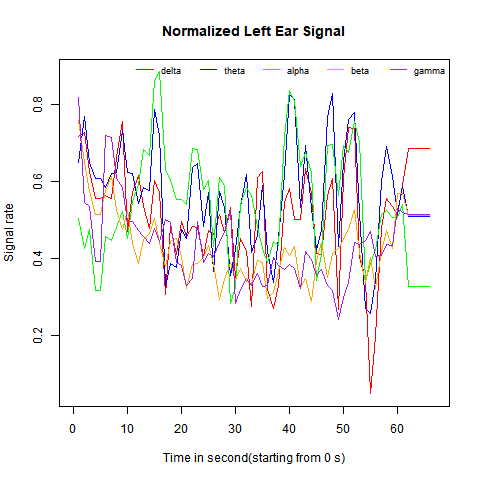 Normalized Left Ear Signal
delta theta alpha beta gamma
Signal rate
0.8
0.6
0.4
0.2
0 10 20 30 40 50 60
Time in second(starting from 0 s)